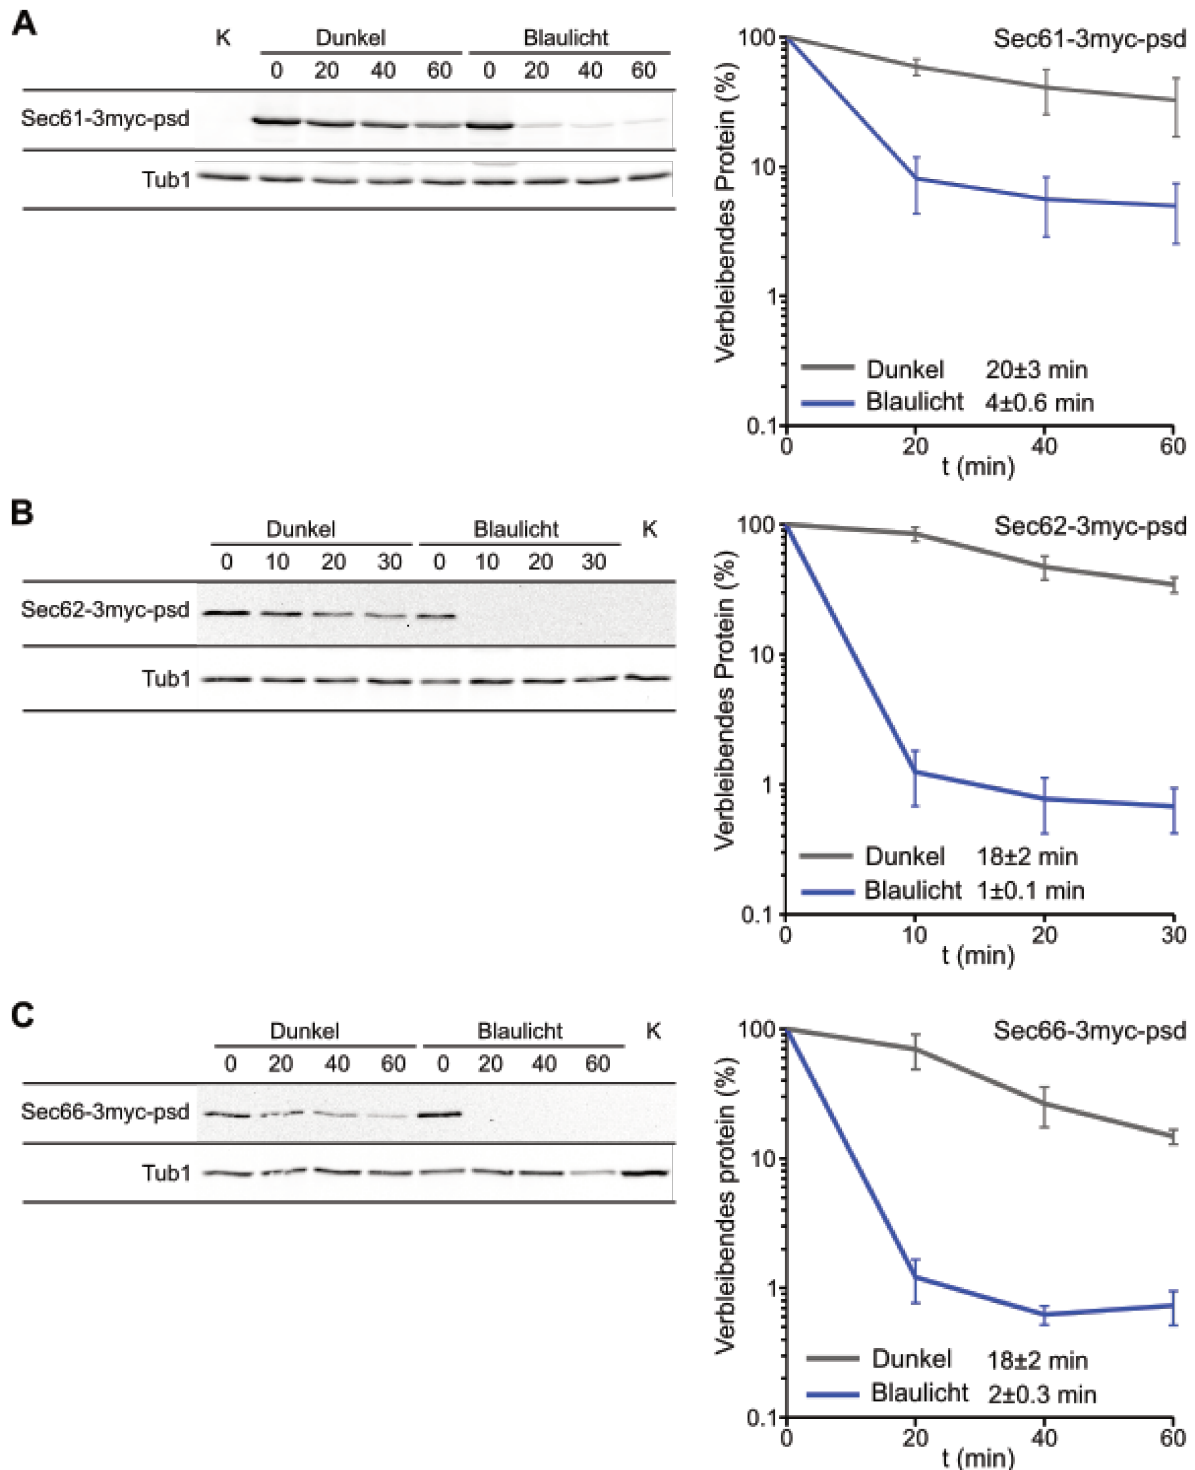 A
K Dunkel Blaulicht
0 20 40 60 0 20 40 60
Sec61-3myc-psd
Tub1
Sec61-3myc-psd
Verbleibendes Protein (%)
100
10
1
0.1
Dunkel 20±3 min
Blaulicht 4±0.6 min
0 20 40 60
t (min)
B
Dunkel Blaulicht K
0 10 20 30 0 10 20 30
Sec62-3myc-psd
Tub1
Sec62-3myc-psd
Verbleibendes Protein (%)
100
10
1
0.1
Dunkel 18±2 min
Blaulicht 1±0.1 min
0 10 20 30
t (min)
C
Dunkel Blaulicht K
0 20 40 60 0 20 40 60
Sec66-3myc-psd
Tub1
Sec66-3myc-psd
Verbleibendes protein (%)
100
10
1
0.1
Dunkel 18±2 min
Blaulicht 2±0.3 min
0 20 40 60
t (min)